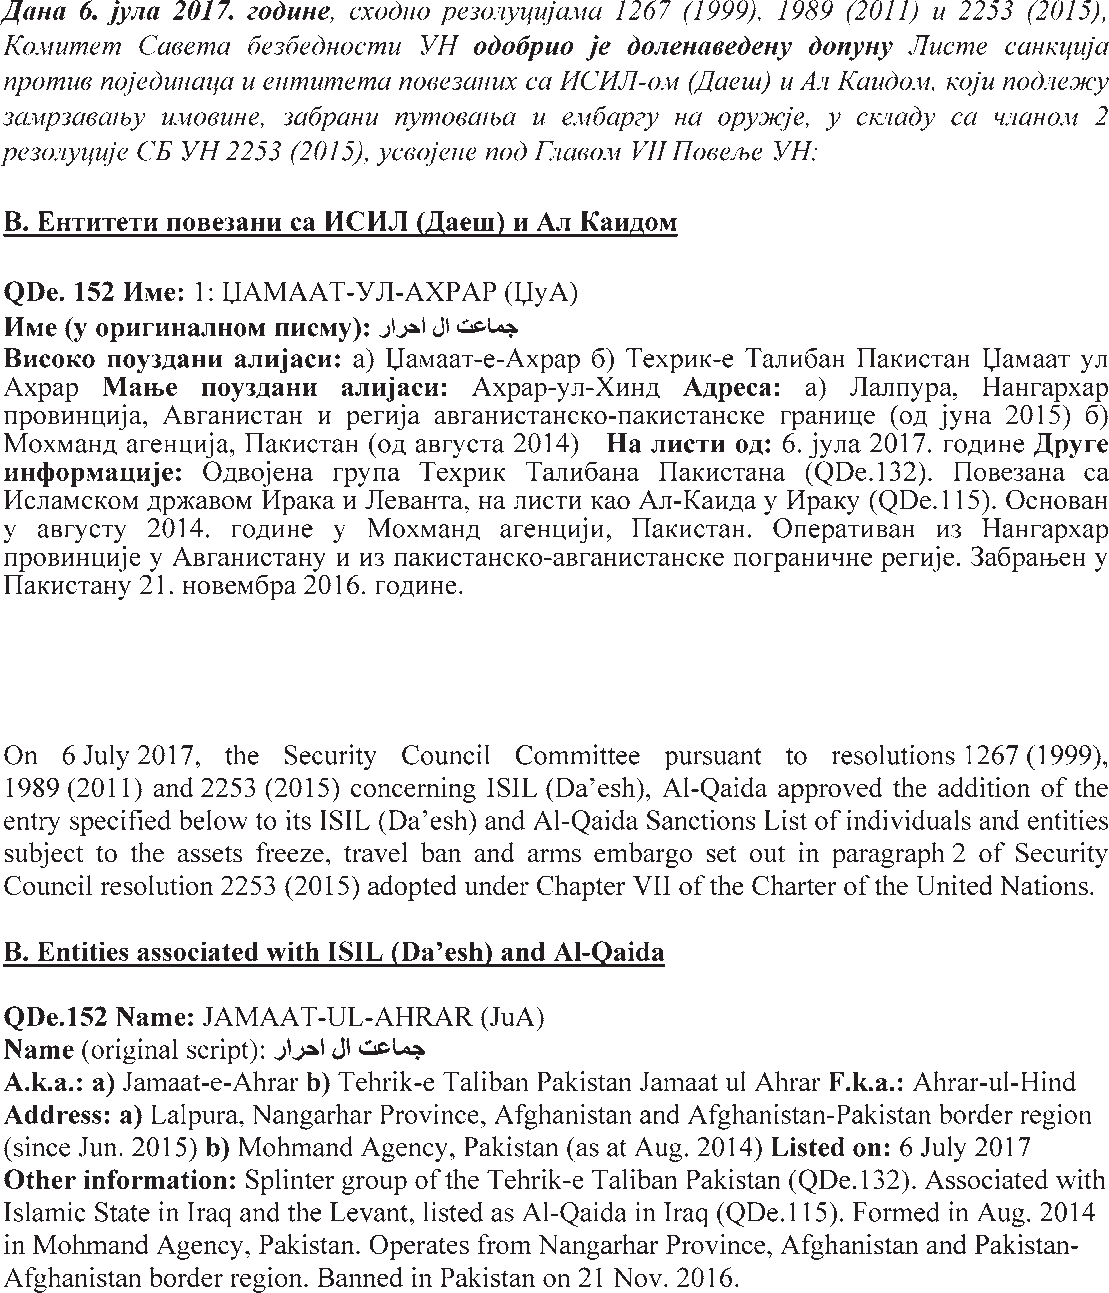 Дана 6. јула 2017. године, сходно резолуцијама 1267 (1999), 1989 (2011) и 2253 (2015),
Комитет Савета безбедности УН одобрио је доленаведену допуну Листе санкција
против појединаца и ентитета повезаних са ИСИЛ-ом (Даеш) и Ал Каидом, који подлежу
замрзавању имовине, забрани путовања и ембаргу на оружје, у складу са чланом 2
резолуције СБ УН 2253 (2015), усвојене под Главом VII Повеље УН:
В. Ентитети повезани са ИСИЛ (Даеш) и Ал Каидом
QDe. 152 Име: 1: ЏАМААТ-УЛ-АХРАР (ЏуА)
Име (у оригиналном писму): جماعت ال احرار
Високо поуздани алијаси: а) Џамаат-е-Ахрар б) Техрик-е Талибан Пакистан Џамаат ул
Ахрар Мање поуздани алијаси: Ахрар-ул-Хинд Адреса: а) Лалпура, Нангархар
провинција, Авганистан и регија авганистанско-пакистанске границе (од јуна 2015) б)
Мохманд агенција, Пакистан (од августа 2014) На листи од: 6. јула 2017. године Друге
информације: Одвојена група Техрик Талибана Пакистана (QDe.132). Повезана са
Исламском државом Ирака и Леванта, на листи као Ал-Каида у Ираку (QDe.115). Основан
у августу 2014. године у Мохманд агенцији, Пакистан. Оперативан из Нангархар
провинције у Авганистану и из пакистанско-авганистанске пограничне регије. Забрањен у
Пакистану 21. новембра 2016. године.
On 6 July 2017, the Security Council Committee pursuant to resolutions 1267 (1999),
1989 (2011) and 2253 (2015) concerning ISIL (Da’esh), Al-Qaida approved the addition of the
entry specified below to its ISIL (Da’esh) and Al-Qaida Sanctions List of individuals and entities
subject to the assets freeze, travel ban and arms embargo set out in paragraph 2 of Security
Council resolution 2253 (2015) adopted under Chapter VII of the Charter of the United Nations.
B. Entities associated with ISIL (Da’esh) and Al-Qaida
QDe.152 Name: JAMAAT-UL-AHRAR (JuA)
Name (original script): جماعت ال احرار
A.k.a.: a) Jamaat-e-Ahrar b) Tehrik-e Taliban Pakistan Jamaat ul Ahrar F.k.a.: Ahrar-ul-Hind
Address: a) Lalpura, Nangarhar Province, Afghanistan and Afghanistan-Pakistan border region
(since Jun. 2015) b) Mohmand Agency, Pakistan (as at Aug. 2014) Listed on: 6 July 2017
Other information: Splinter group of the Tehrik-e Taliban Pakistan (QDe.132). Associated with
Islamic State in Iraq and the Levant, listed as Al-Qaida in Iraq (QDe.115). Formed in Aug. 2014
in Mohmand Agency, Pakistan. Operates from Nangarhar Province, Afghanistan and Pakistan-
Afghanistan border region. Banned in Pakistan on 21 Nov. 2016.